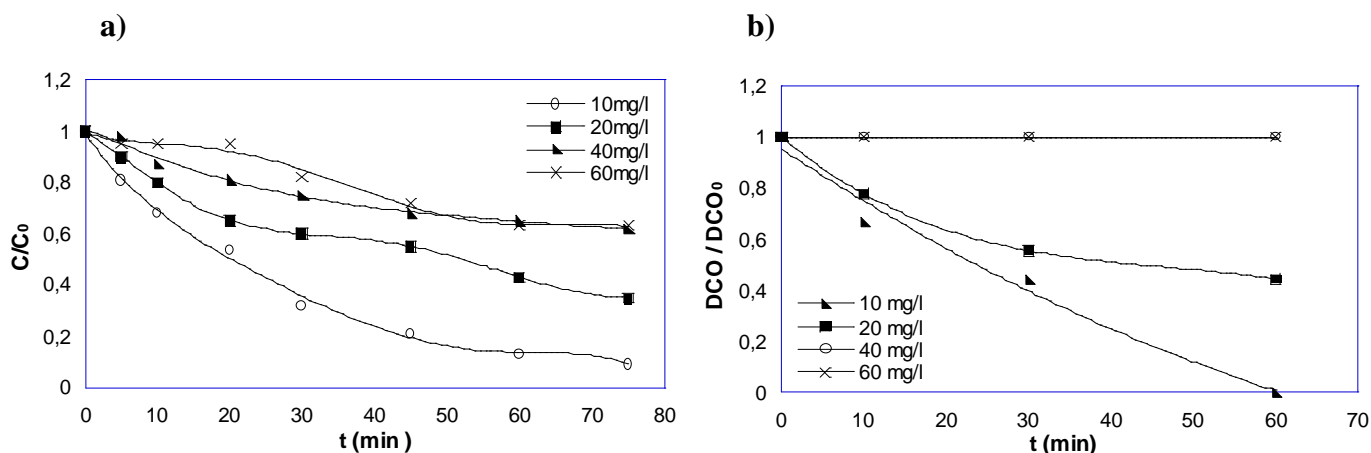 a)
1,2
1
0,8
0,6
0,4
0,2
0
C/C₀
0 10 20 30 40 50 60 70 80
t (min )
10mg/l
20mg/l
40mg/l
60mg/l
b)
1,2
1
0,8
0,6
0,4
0,2
0
DCO / DCO₀
0 10 20 30 40 50 60 70
t (min)
10 mg/l
20 mg/l
40 mg/l
60 mg/l